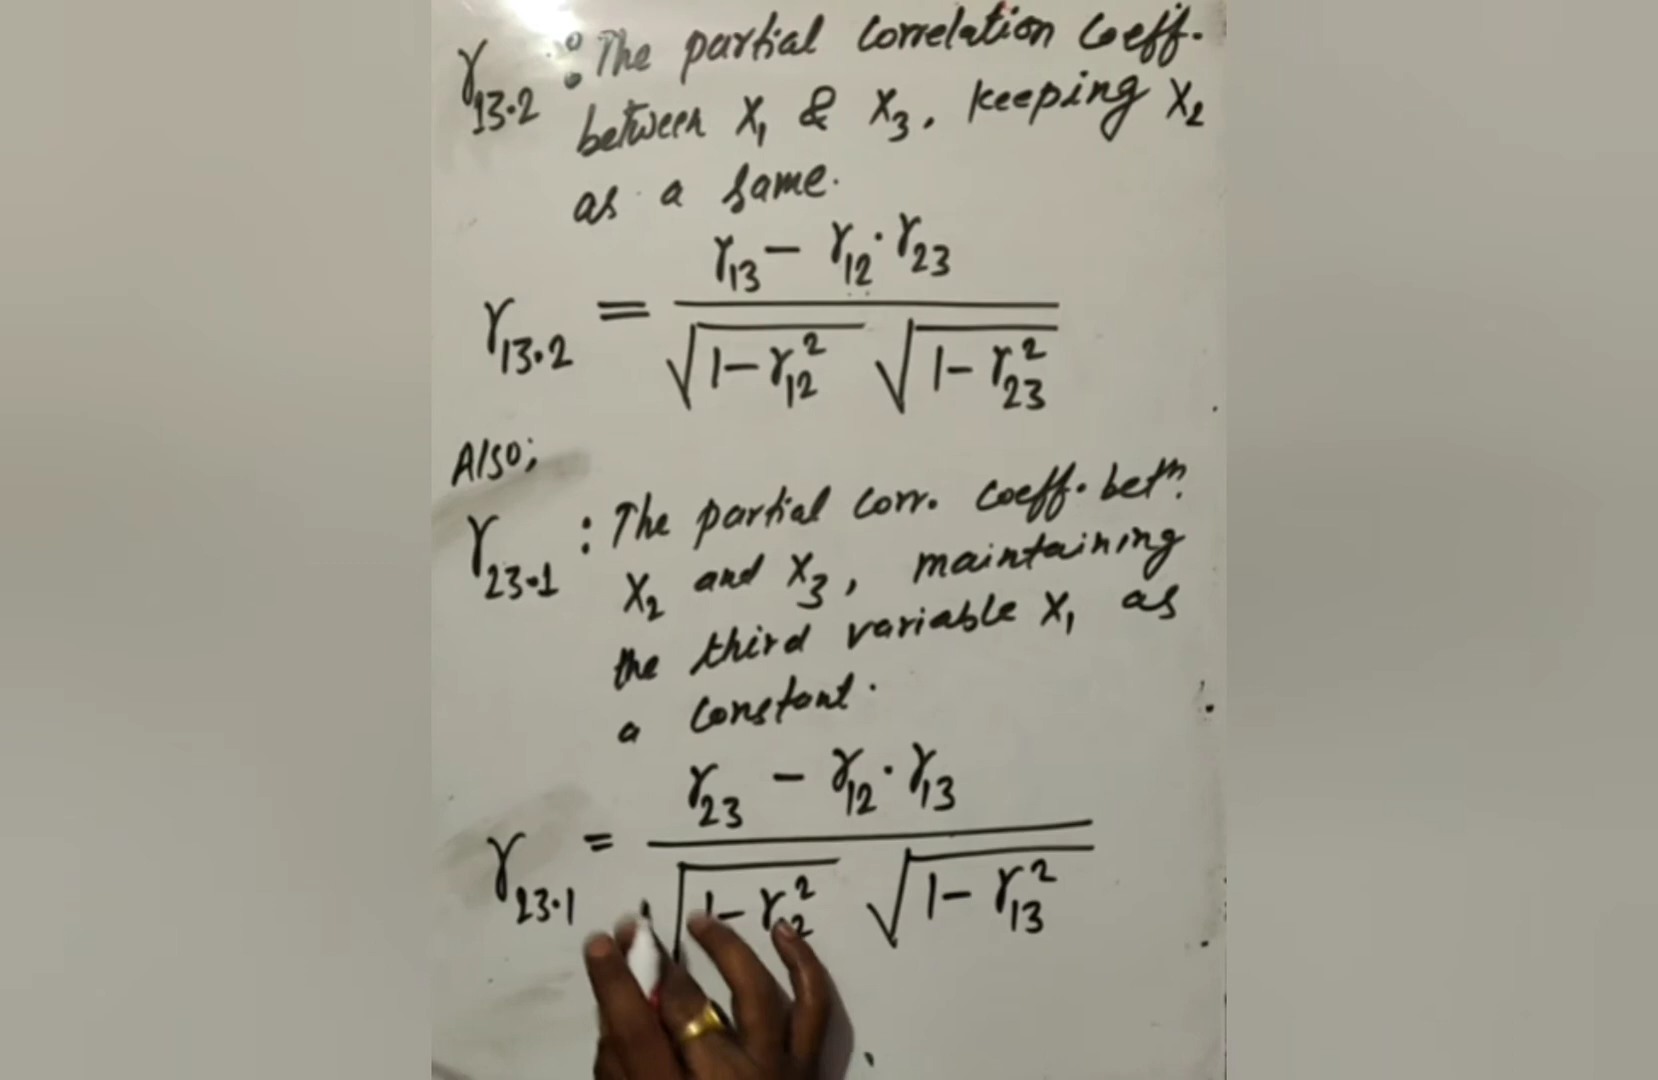 r13.2 : The partial Correlation Coeff.
between X1 & X3, keeping X2
as a same.
r13.2 = (r13 − r12 · r23) / (√(1 − r12²) √(1 − r23²))
Also;
r23.1 : The partial Corr. Coeff. betn.
X2 and X3, maintaining
the third variable X1 as
a Constant.
r23.1 = (r23 − r12 · r13) / (√(1 − r12²) √(1 − r13²))